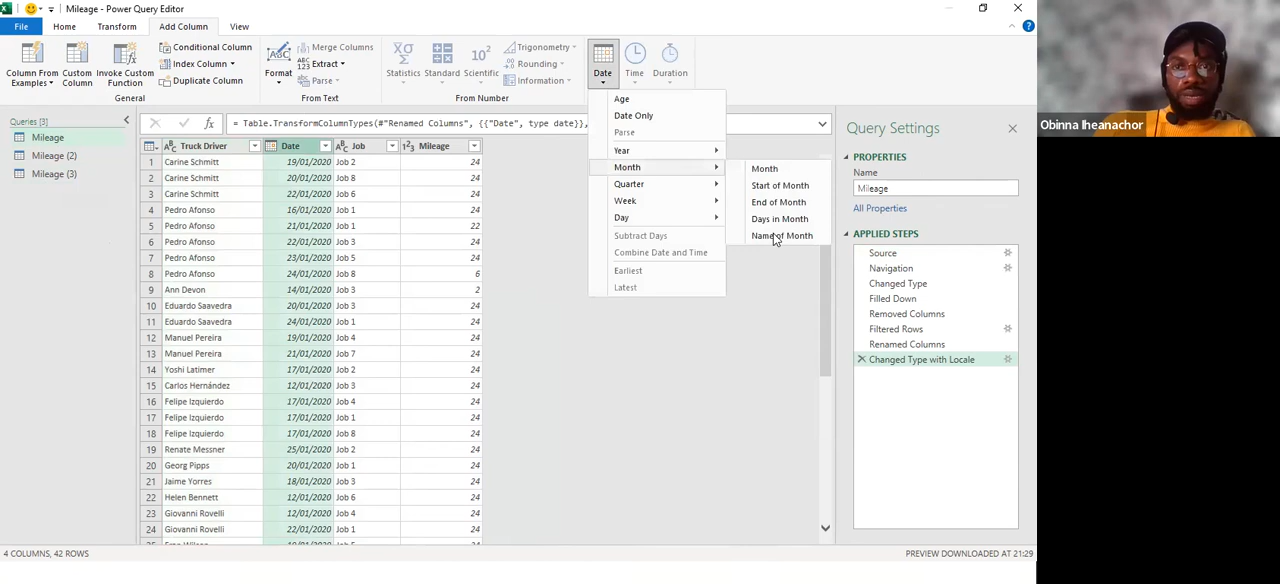 Mileage - Power Query Editor
File Home Transform Add Column View
Column From Examples
Custom Column
Invoke Custom Function
Conditional Column
Index Column
Duplicate Column
General
Format
Merge Columns
Extract
Parse
From Text
Statistics
Standard
Scientific
Trigonometry
Rounding
Information
From Number
Date
Time
Duration
Age
Date Only
Parse
Year
Month
Quarter
Week
Day
Subtract Days
Combine Date and Time
Earliest
Latest
Month
Start of Month
End of Month
Days in Month
Name of Month
Queries [3]
Mileage
Mileage (2)
Mileage (3)
= Table.TransformColumnTypes(#"Renamed Columns", {{"Date", type date}},
Truck Driver Date Job Mileage
1 Carine Schmitt 19/01/2020 Job 2 24
2 Carine Schmitt 20/01/2020 Job 8 24
3 Carine Schmitt 22/01/2020 Job 6 24
4 Pedro Afonso 16/01/2020 Job 1 24
5 Pedro Afonso 21/01/2020 Job 1 22
6 Pedro Afonso 22/01/2020 Job 3 24
7 Pedro Afonso 23/01/2020 Job 5 24
8 Pedro Afonso 24/01/2020 Job 8 6
9 Ann Devon 14/01/2020 Job 3 2
10 Eduardo Saavedra 20/01/2020 Job 3 24
11 Eduardo Saavedra 24/01/2020 Job 1 24
12 Manuel Pereira 19/01/2020 Job 4 24
13 Manuel Pereira 21/01/2020 Job 7 24
14 Yoshi Latimer 17/01/2020 Job 2 24
15 Carlos Hernández 12/01/2020 Job 3 24
16 Felipe Izquierdo 17/01/2020 Job 4 24
17 Felipe Izquierdo 17/01/2020 Job 1 24
18 Felipe Izquierdo 17/01/2020 Job 8 24
19 Renate Messner 25/01/2020 Job 2 24
20 Georg Pipps 20/01/2020 Job 1 24
21 Jaime Yorres 18/01/2020 Job 3 24
22 Helen Bennett 12/01/2020 Job 6 24
23 Giovanni Rovelli 12/01/2020 Job 4 24
24 Giovanni Rovelli 22/01/2020 Job 1 24
Query Settings
PROPERTIES
Name
Mileage
All Properties
APPLIED STEPS
Source
Navigation
Changed Type
Filled Down
Removed Columns
Filtered Rows
Renamed Columns
Changed Type with Locale
4 COLUMNS, 42 ROWS
PREVIEW DOWNLOADED AT 21:29
Obinna Iheanachor